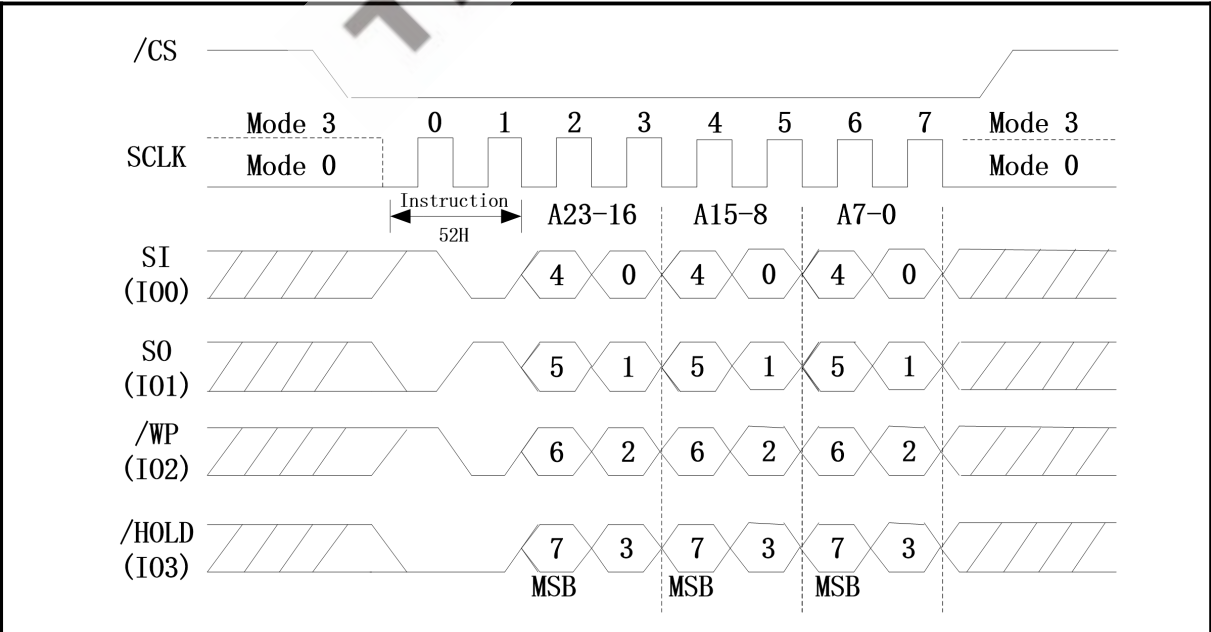 /CS
Mode 3 0 1 2 3 4 5 6 7 Mode 3
SCLK
Mode 0 Mode 0
Instruction
52H
A23-16 A15-8 A7-0
SI
(IO0)
4 0 4 0 4 0
SO
(IO1)
5 1 5 1 5 1
/WP
(IO2)
6 2 6 2 6 2
/HOLD
(IO3)
7 3 7 3 7 3
MSB MSB MSB